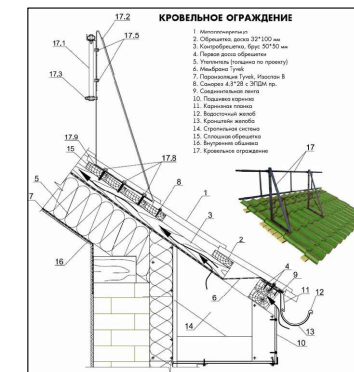 КРОВЕЛЬНОЕ ОГРАЖДЕНИЕ
1. Металлочерепица
2. Обрешетка, доска 32*100 мм
3. Контробрешетка, брус 50*50 мм
4. Первая доска обрешетки
5. Утеплитель (толщина по проекту)
6. Мембрана Tyvek
7. Пароизоляция Tyvek, Изоспан В
8. Саморез 4.8*28 с ЭПДМ пр.
9. Соединительная лента
10. Подшивка карниза
11. Карнизная планка
12. Водосточный желоб
13. Кронштейн желоба
14. Стропильная система
15. Сплошная обрешетка
16. Внутренняя обшивка
17. Кровельное ограждение
17.2
17.1
17.5
17.3
17
17.9
15
17.8
5
8
1
7
3
2
16
6
4
9
11
12
14
13
10